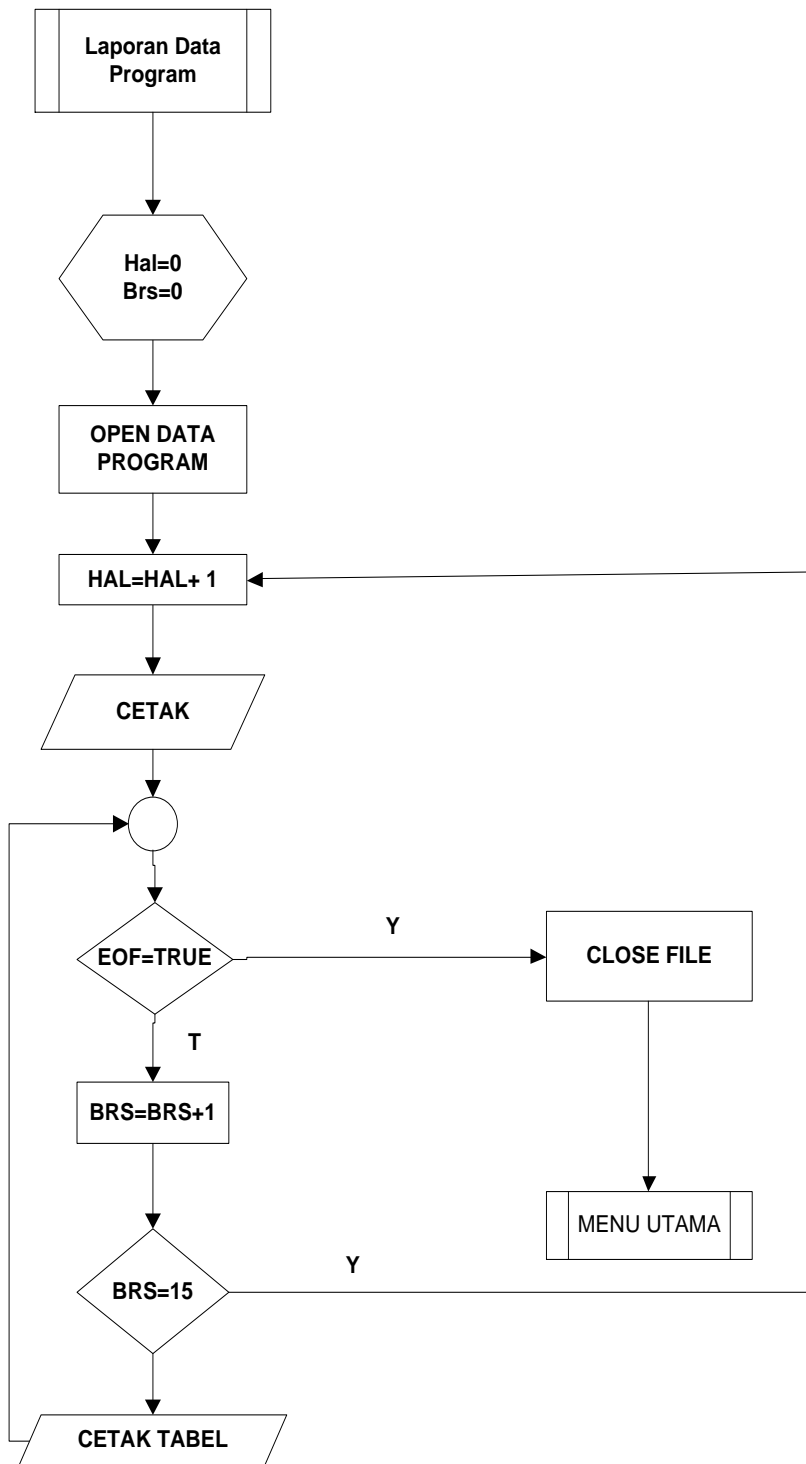 Laporan Data
Program
Hal=0
Brs=0
OPEN DATA
PROGRAM
HAL=HAL+ 1
CETAK
EOF=TRUE
Y
CLOSE FILE
T
BRS=BRS+1
MENU UTAMA
BRS=15
Y
CETAK TABEL